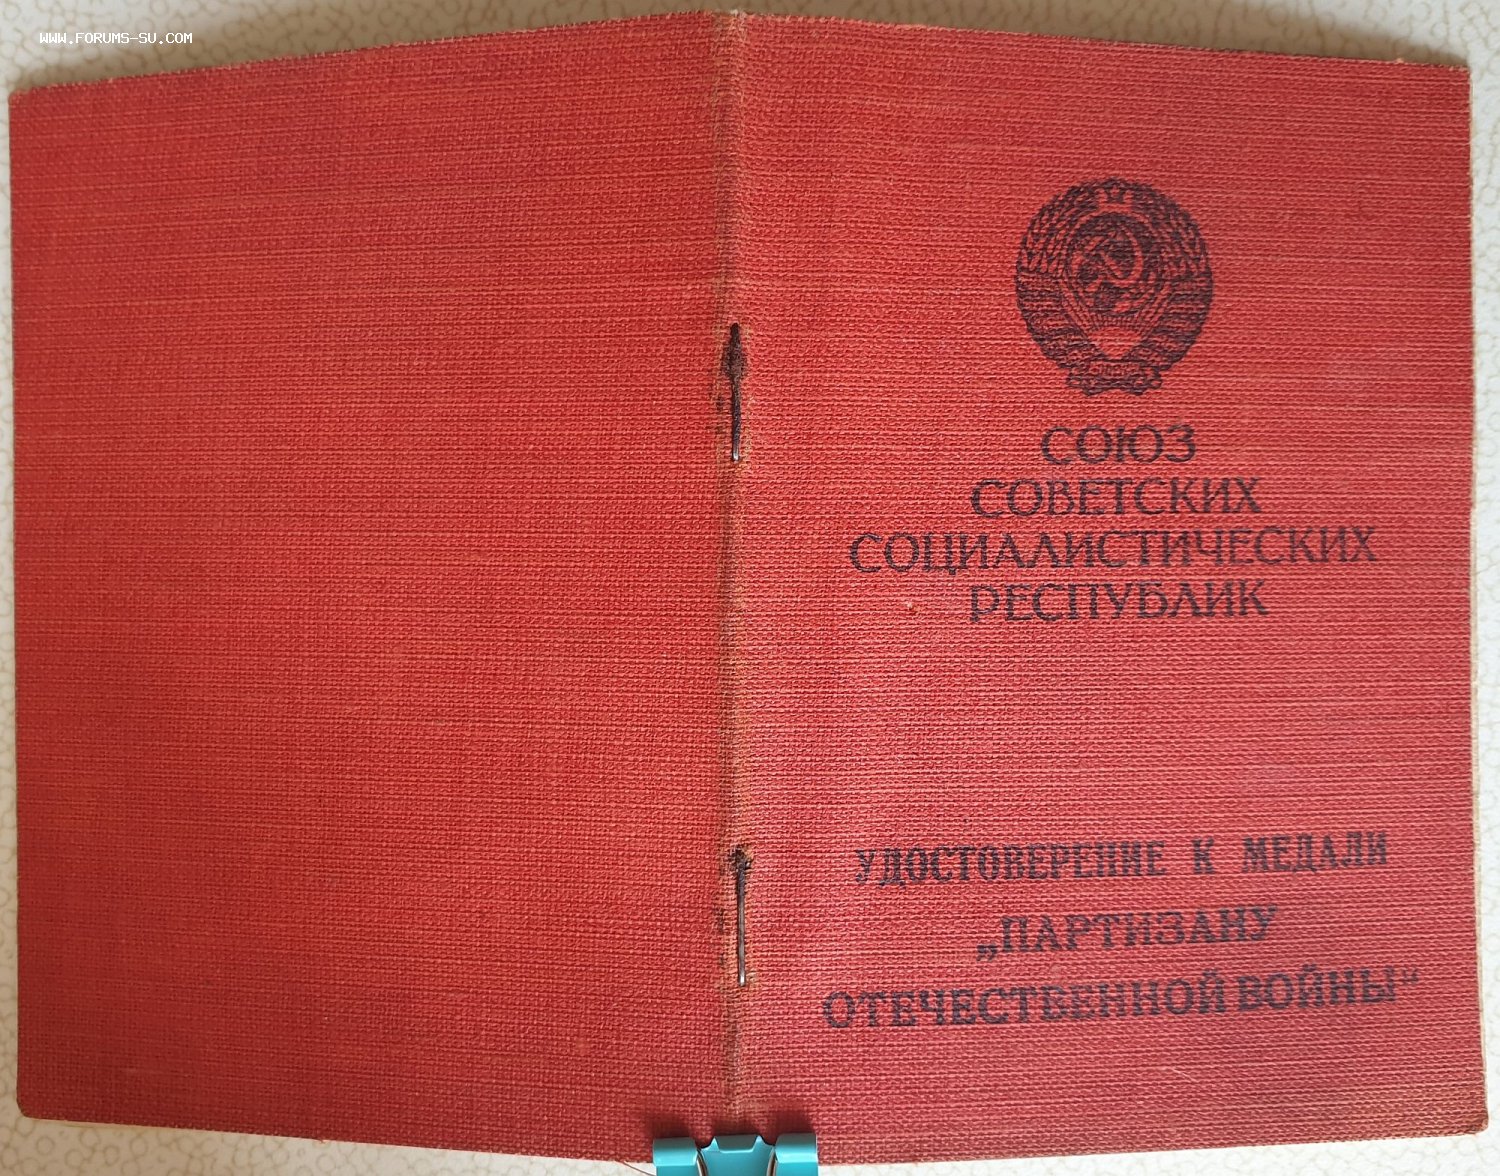 WWW.FORUMS-SU.COM
СОЮЗ
СОВЕТСКИХ
СОЦИАЛИСТИЧЕСКИХ
РЕСПУБЛИК
УДОСТОВЕРЕНИЕ К МЕДАЛИ
„ПАРТИЗАНУ
ОТЕЧЕСТВЕННОЙ ВОЙНЫ“